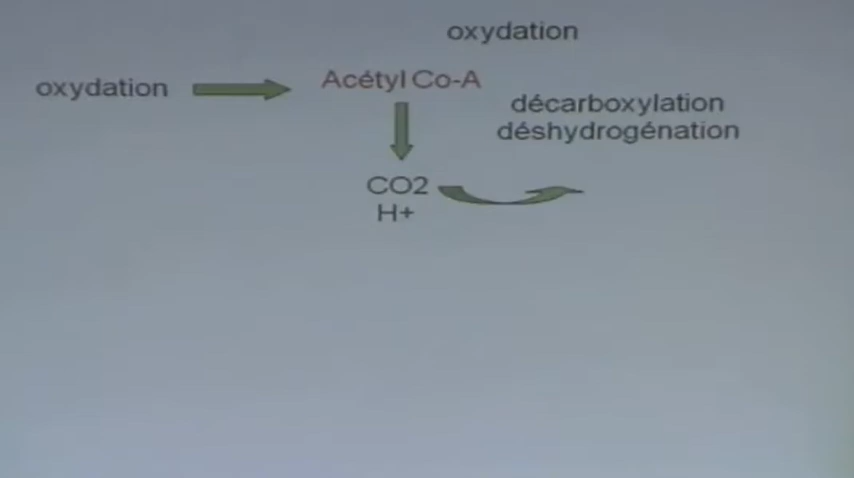 oxydation
oxydation
Acétyl Co-A
décarboxylation
déshydrogénation
CO2
H+